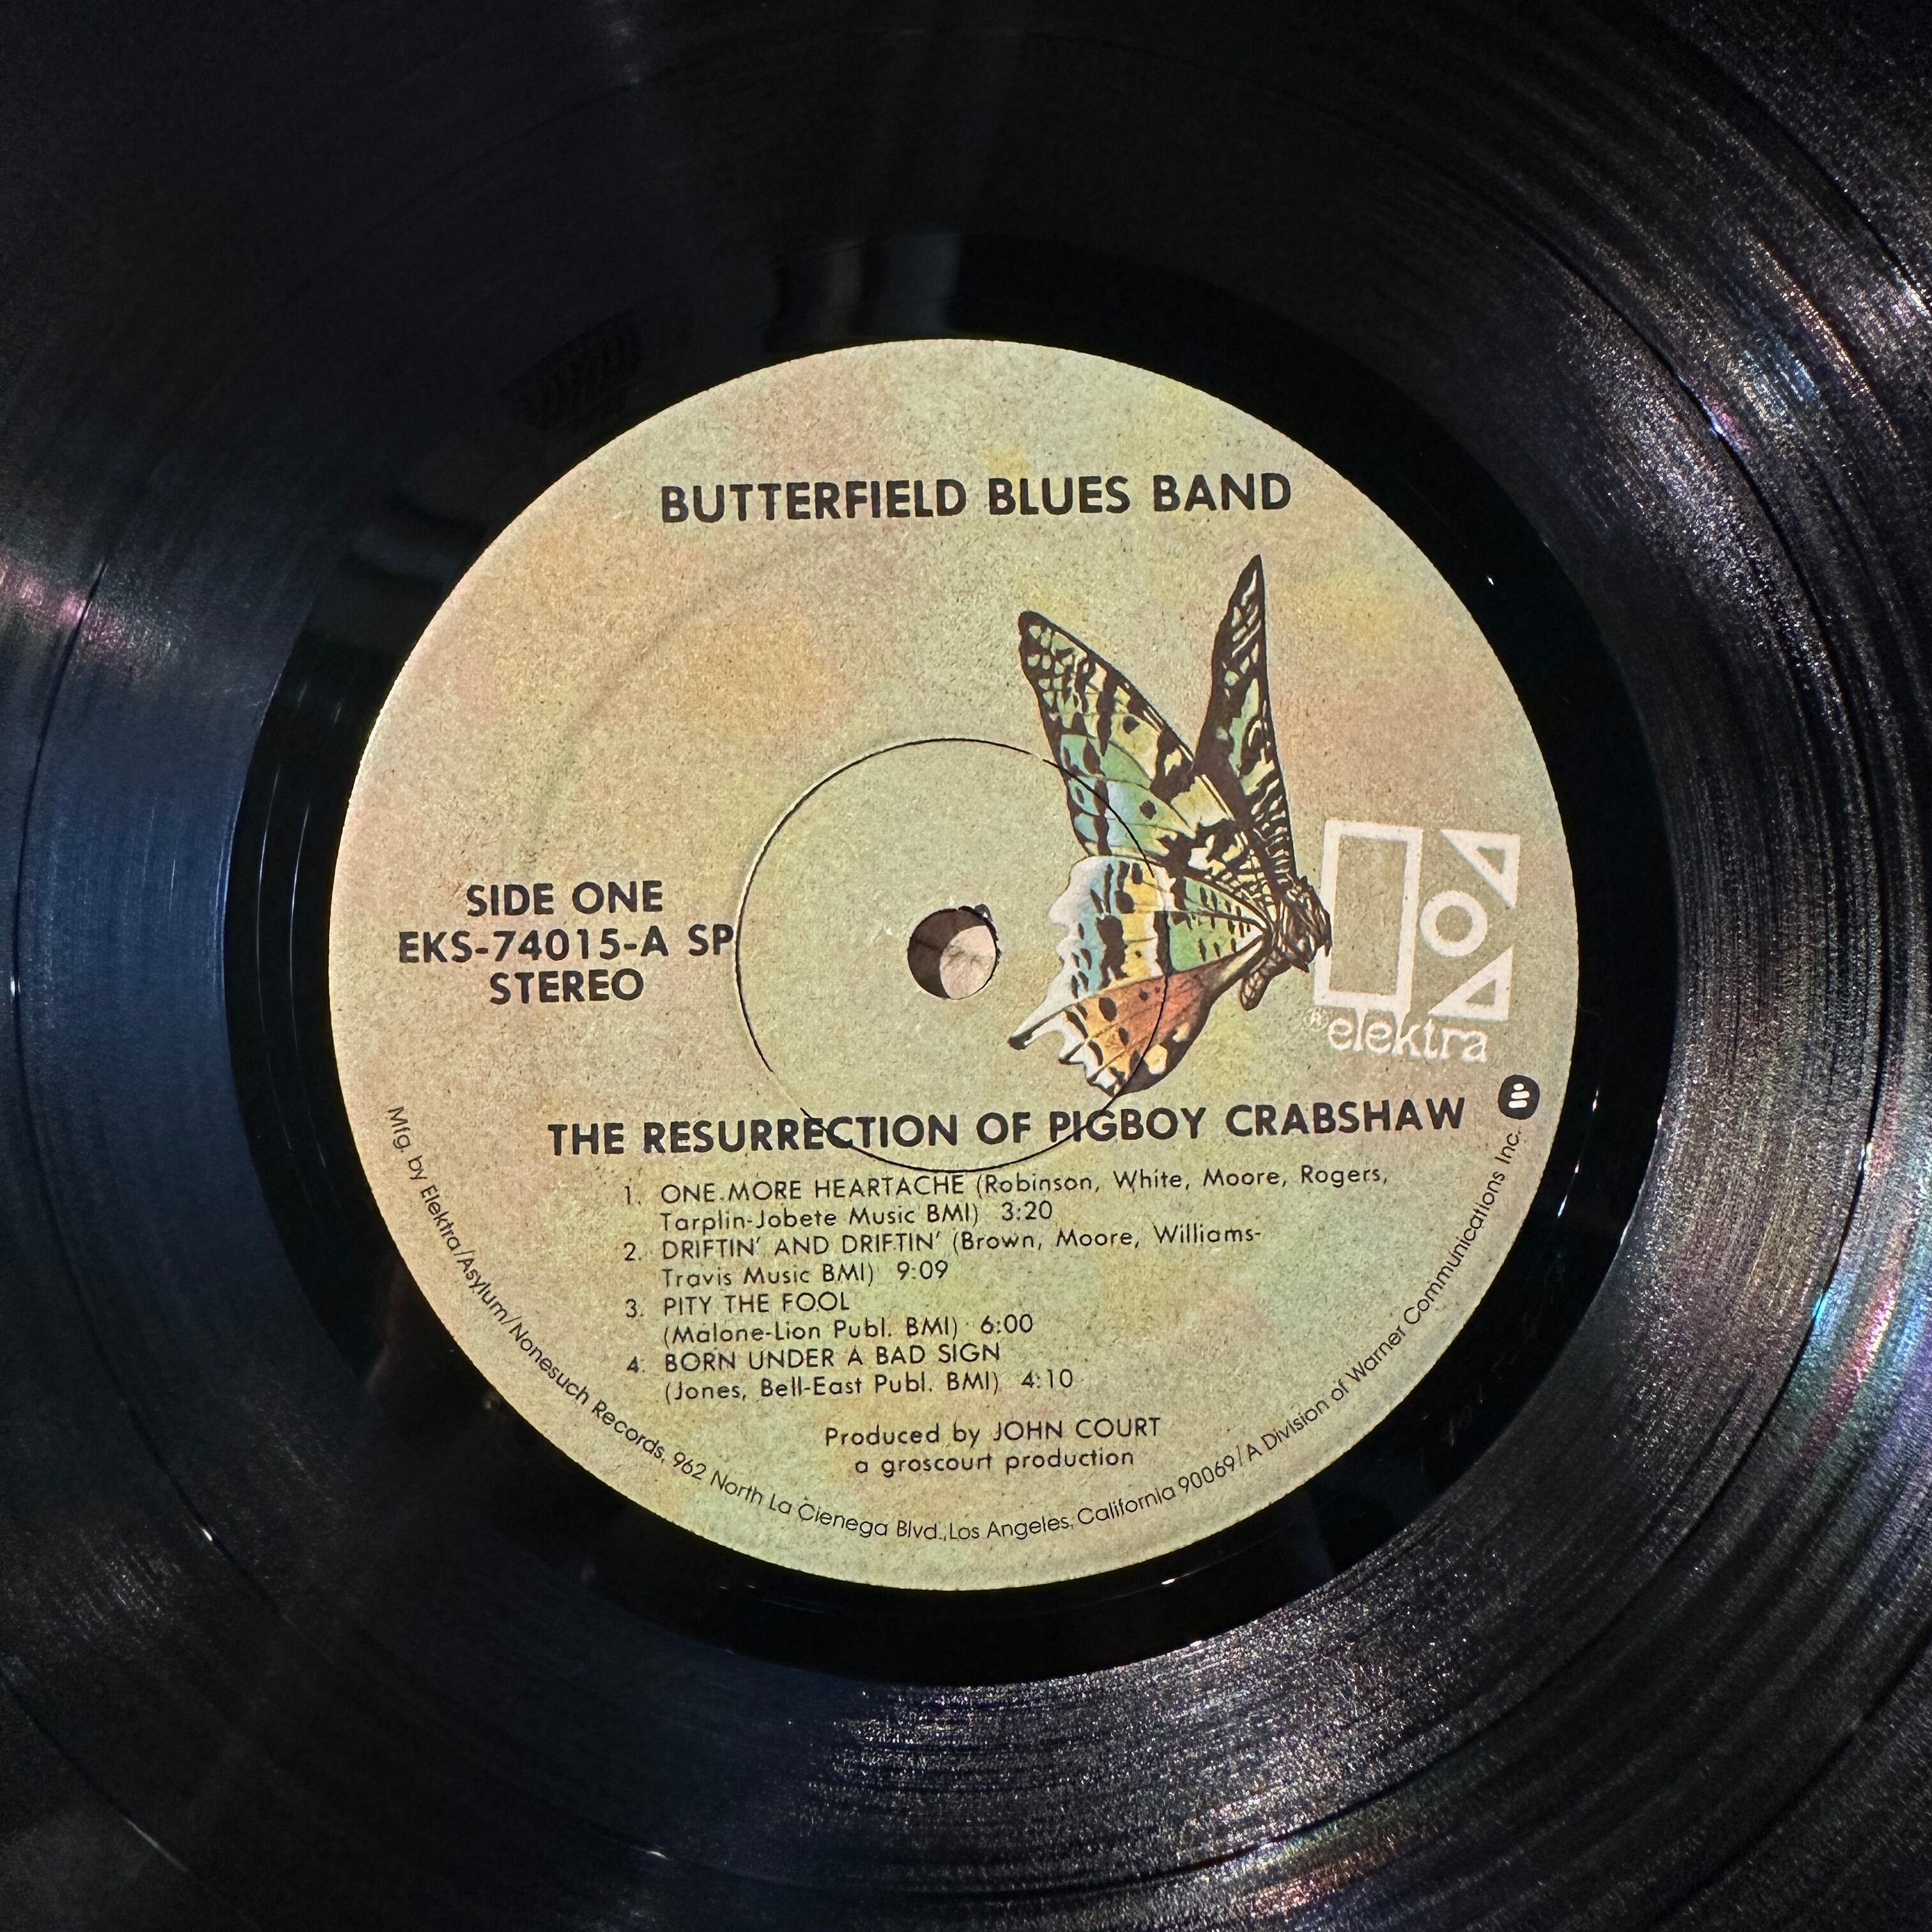 BUTTERFIELD BLUES BAND
SIDE ONE
EKS-74015-A SP
STEREO
®elektra
THE RESURRECTION OF PIGBOY CRABSHAW
1. ONE MORE HEARTACHE (Robinson, White, Moore, Rogers,
Tarplin-Jobete Music BMI) 3:20
2. DRIFTIN' AND DRIFTIN' (Brown, Moore, Williams-
Travis Music BMI) 9:09
3. PITY THE FOOL
(Malone-Lion Publ. BMI) 6:00
4. BORN UNDER A BAD SIGN
(Jones, Bell-East Publ. BMI) 4:10
Produced by JOHN COURT
a groscourt production
Mfg. by Elektra/Asylum/Nonesuch Records, 962 North La Cienega Blvd., Los Angeles, California 90069/A Division of Warner Communications Inc.